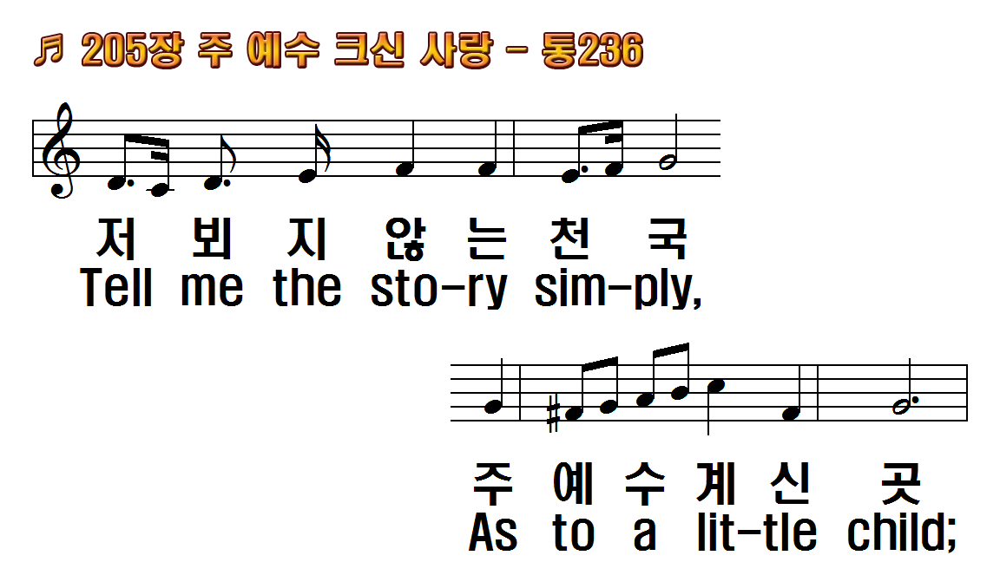 ♬ 205장 주 예수 크신 사랑 - 통236
저 뵈 지 않 는 천 국
Tell me the sto-ry sim-ply,
주 예 수 계 신 곳
As to a lit-tle child;